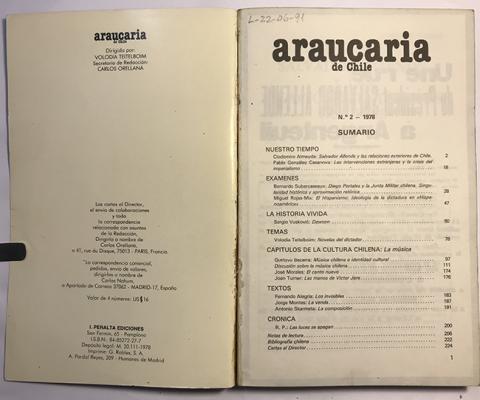 araucaria
de Chile
Dirigida por:
VOLODIA TEITELBOIM
Secretario de Redacción:
CARLOS ORELLANA
Las cartas al Director,
el envío de colaboraciones
y toda
la correspondencia
relacionada con asuntos
de la Redacción,
Dirigirla a nombre de
Carlos Orellana,
41, rue du Disque, 75013 - PARIS, Francia.
La correspondencia comercial,
pedidos, envío de valores,
dirigirlos a nombre de
Carlos Nahum,
a Apartado de Correos 37062 - MADRID-17, España
Valor de 4 números: US$ 16
I. PERALTA EDICIONES
San Fermín, 65 - Pamplona
I.S.B.N.: 84-85272-27-7
Depósito legal: M. 20.111-1978
Imprime: G. Robles, S. A.
A. Pardal Reyes, 209 - Humanes de Madrid
L-22-06-91
araucaria
de Chile
N.º 2 — 1978
SUMARIO
NUESTRO TIEMPO
Clodomiro Almeyda: Salvador Allende y las relaciones exteriores de Chile. 2
Pablo González Casanova: Las intervenciones extranjeras y la crisis del
imperialismo 18
EXAMENES
Bernardo Subercaseaux: Diego Portales y la Junta Militar chilena. Singu-
laridad histórica y aproximación retórica 28
Miguel Rojas-Mix: El Hispanismo; Ideología de la dictadura en «Hispa-
noamérica» 47
LA HISTORIA VIVIDA
Sergio Vuskovic: Dawson 60
TEMAS
Volodia Teitelboim: Novelas del dictador 78
CAPITULOS DE LA CULTURA CHILENA: La música
Gustavo Becerra: Música chilena e identidad cultural 97
Discusión sobre la música chilena 111
José Morales: El canto nuevo 174
Joan Turner: Las manos de Víctor Jara 176
TEXTOS
Fernando Alegría: Los invisibles 183
Jorge Montes: La venda 187
Antonio Skarmeta: La composición 191
CRONICA
R. P.: Las luces se apagan 200
Notas de lectura 206
Bibliografía chilena 222
Cartas al Director 224
1